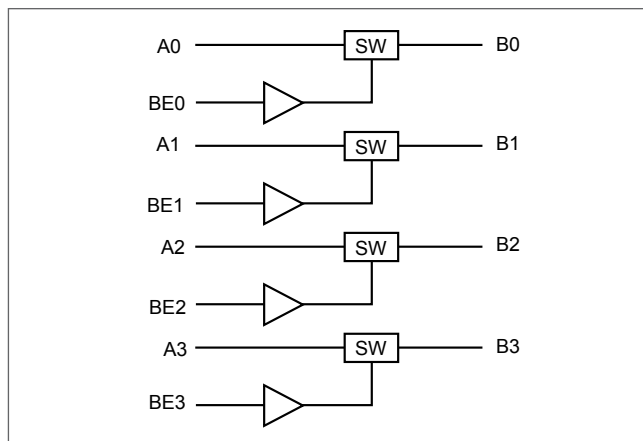 A0 SW B0
BE0
A1 SW B1
BE1
A2 SW B2
BE2
A3 SW B3
BE3